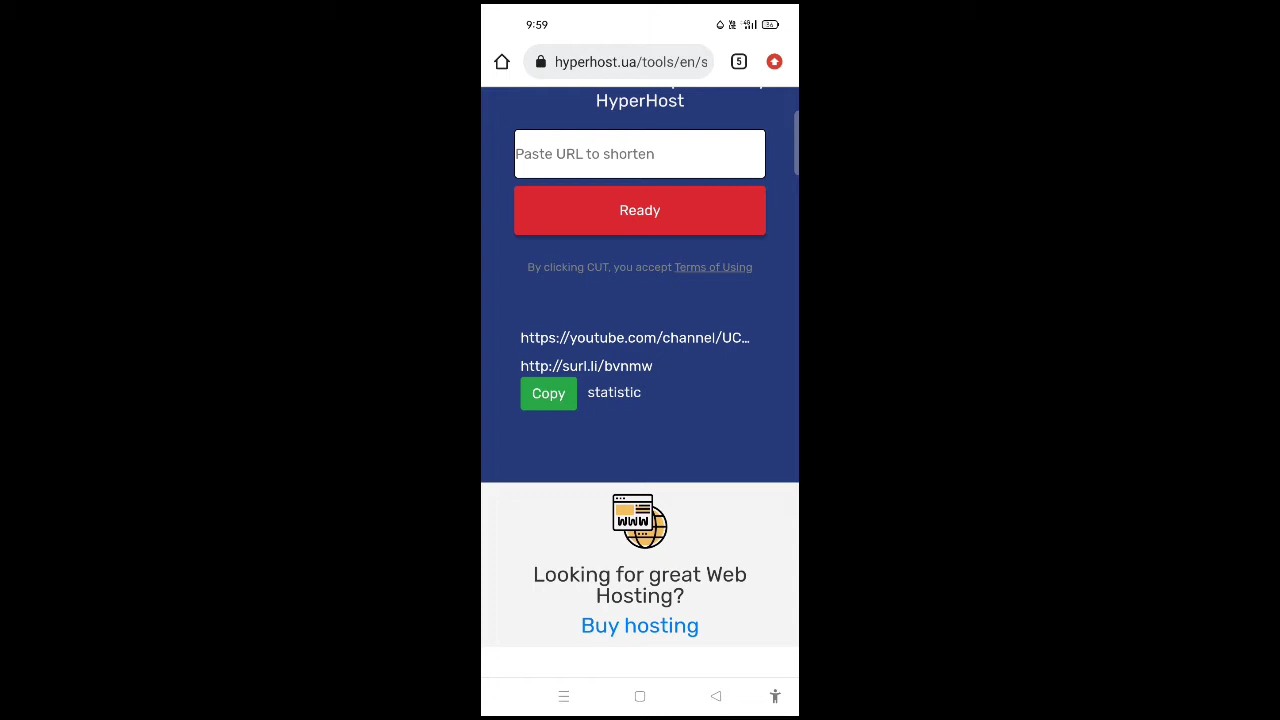 9:59
36
hyperhost.ua/tools/en/s
5
HyperHost
Paste URL to shorten
Ready
By clicking CUT, you accept Terms of Using
https://youtube.com/channel/UC...
http://surl.li/bvnmw
Copy
statistic
WWW
Looking for great Web
Hosting?
Buy hosting